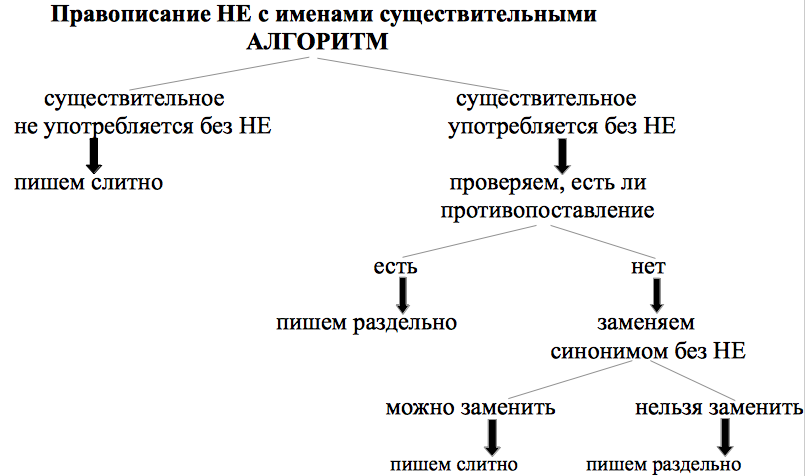 Правописание НЕ с именами существительными
АЛГОРИТМ
существительное
не употребляется без НЕ
пишем слитно
существительное
употребляется без НЕ
проверяем, есть ли
противопоставление
есть
пишем раздельно
нет
заменяем
синонимом без НЕ
можно заменить
пишем слитно
нельзя заменить
пишем раздельно